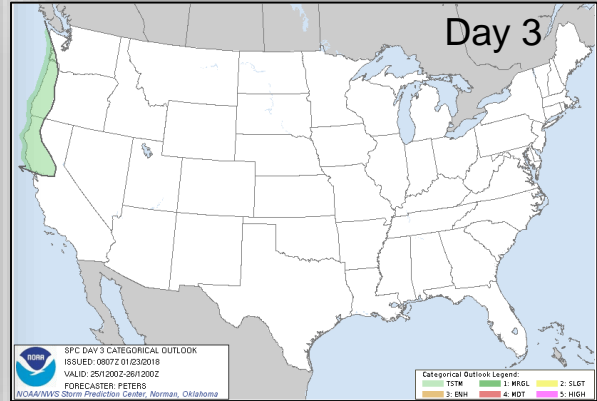 Day 3
NOAA
SPC DAY 3 CATEGORICAL OUTLOOK
ISSUED: 0807Z 01/23/2018
VALID: 25/1200Z-26/1200Z
FORECASTER: PETERS
NOAA/NWS Storm Prediction Center, Norman, Oklahoma
Categorical Outlook Legend:
TSTM 1: MRGL 2: SLGT
3: ENH 4: MDT 5: HIGH